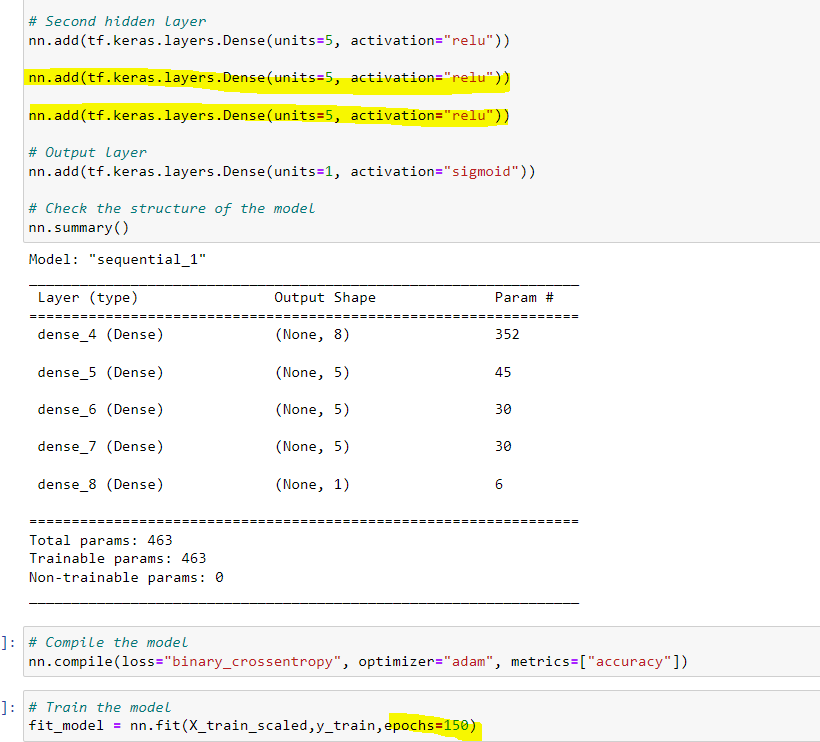 # Second hidden layer
nn.add(tf.keras.layers.Dense(units=5, activation="relu"))
nn.add(tf.keras.layers.Dense(units=5, activation="relu"))
nn.add(tf.keras.layers.Dense(units=5, activation="relu"))
# Output layer
nn.add(tf.keras.layers.Dense(units=1, activation="sigmoid"))
# Check the structure of the model
nn.summary()
Model: "sequential_1"
Layer (type) Output Shape Param #
dense_4 (Dense) (None, 8) 352
dense_5 (Dense) (None, 5) 45
dense_6 (Dense) (None, 5) 30
dense_7 (Dense) (None, 5) 30
dense_8 (Dense) (None, 1) 6
Total params: 463
Trainable params: 463
Non-trainable params: 0
]: # Compile the model
nn.compile(loss="binary_crossentropy", optimizer="adam", metrics=["accuracy"])
]: # Train the model
fit_model = nn.fit(X_train_scaled,y_train,epochs=150)